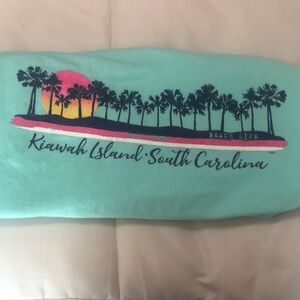 BEACH LIFE
Kiawah Island · South Carolina